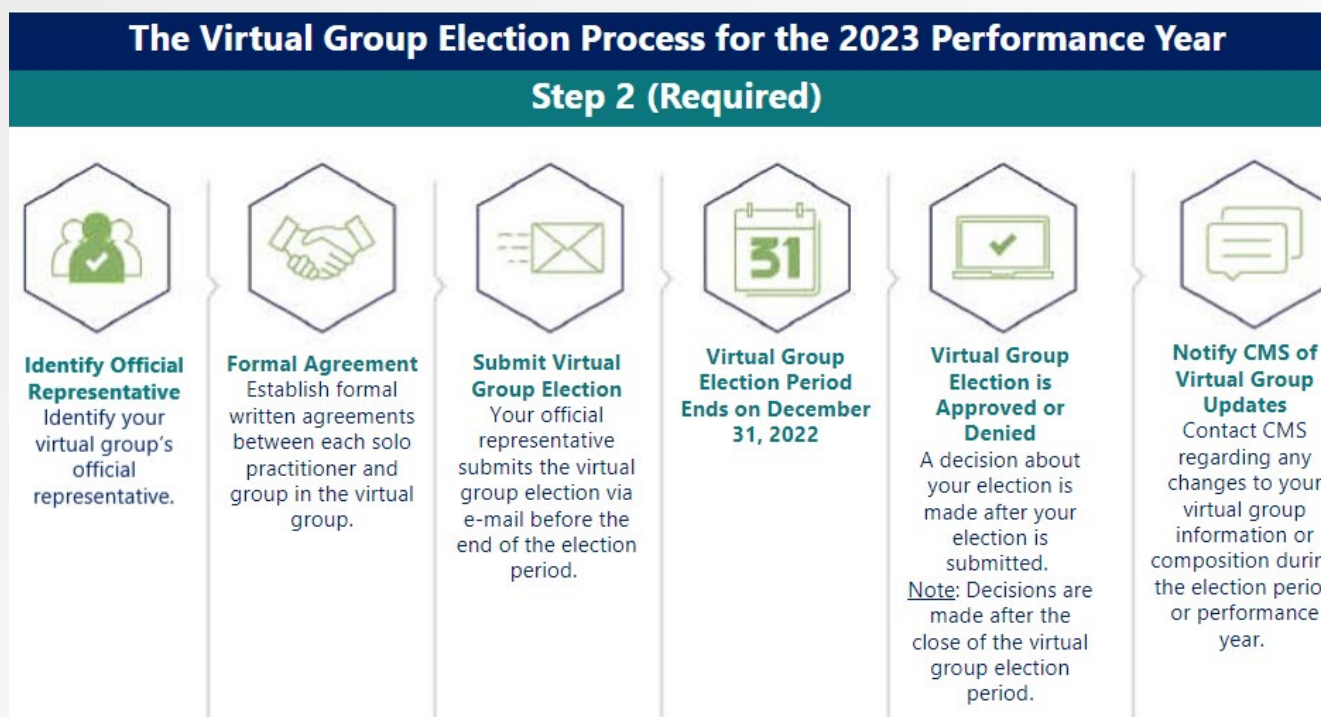 The Virtual Group Election Process for the 2023 Performance Year
Step 2 (Required)
31
Identify Official
Representative
Identify your
virtual group's
official
representative.
Formal Agreement
Establish formal
written agreements
between each solo
practitioner and
group in the virtual
group.
Submit Virtual
Group Election
Your official
representative
submits the virtual
group election via
e-mail before the
end of the election
period.
Virtual Group
Election Period
Ends on December
31, 2022
Virtual Group
Election is
Approved or
Denied
A decision about
your election is
made after your
election is
submitted.
Note: Decisions are
made after the
close of the virtual
group election
period.
Notify CMS of
Virtual Group
Updates
Contact CMS
regarding any
changes to your
virtual group
information or
composition
the election
or performance
year.